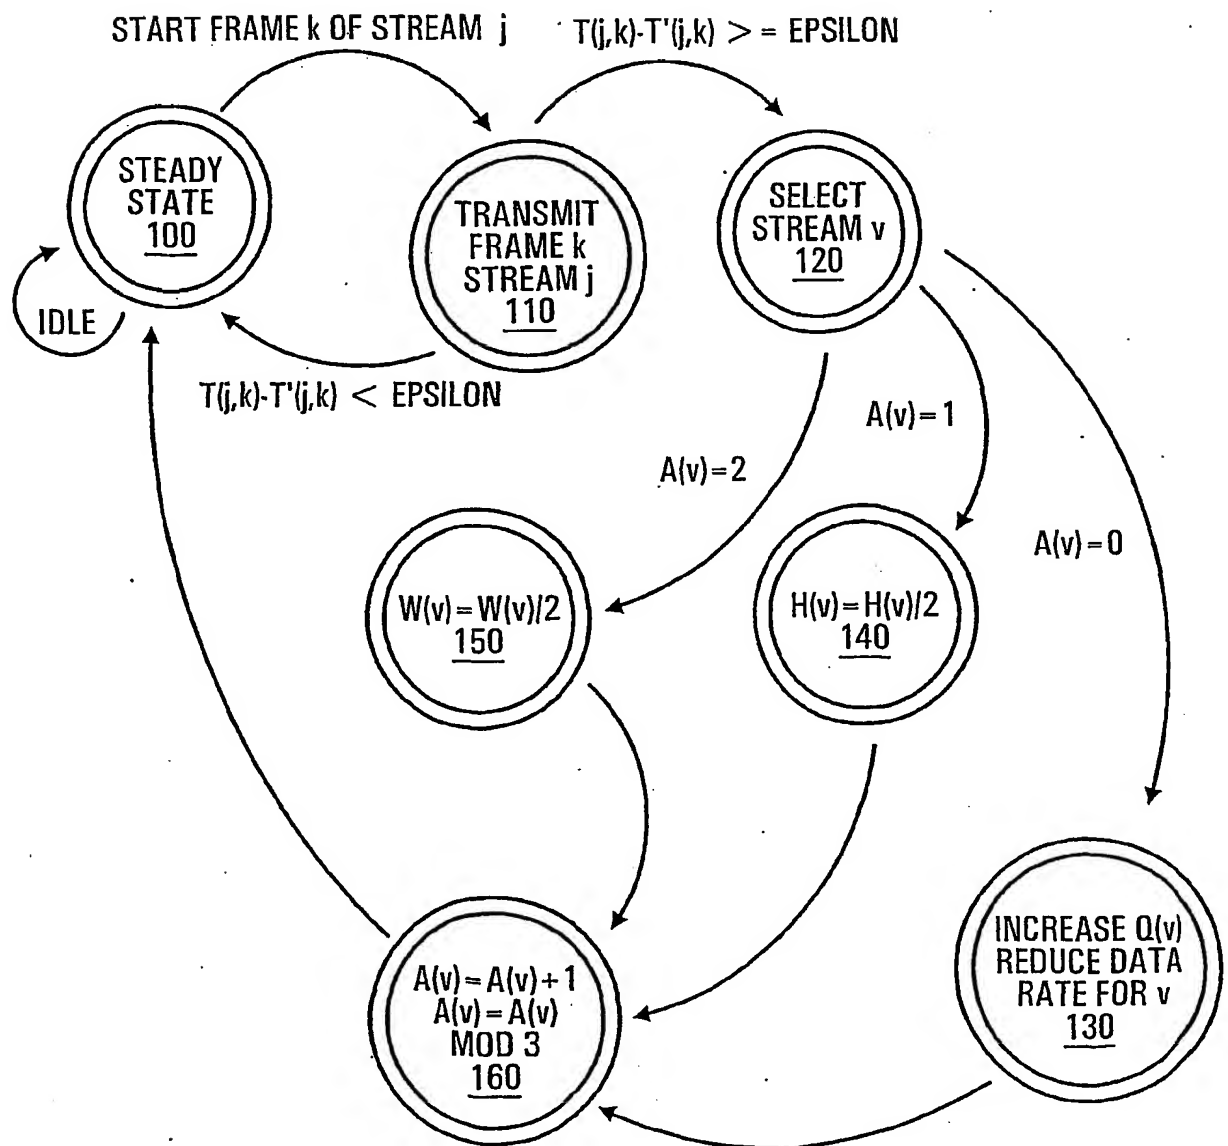 START FRAME k OF STREAM j
T(j,k)-T'(j,k) > = EPSILON
STEADY
STATE
100
TRANSMIT
FRAME k
STREAM j
110
SELECT
STREAM v
120
IDLE
T(j,k)-T'(j,k) < EPSILON
A(v)=1
A(v)=2
A(v)=0
W(v)=W(v)/2
150
H(v)=H(v)/2
140
A(v)=A(v)+1
A(v)=A(v)
MOD 3
160
INCREASE Q(v)
REDUCE DATA
RATE FOR v
130